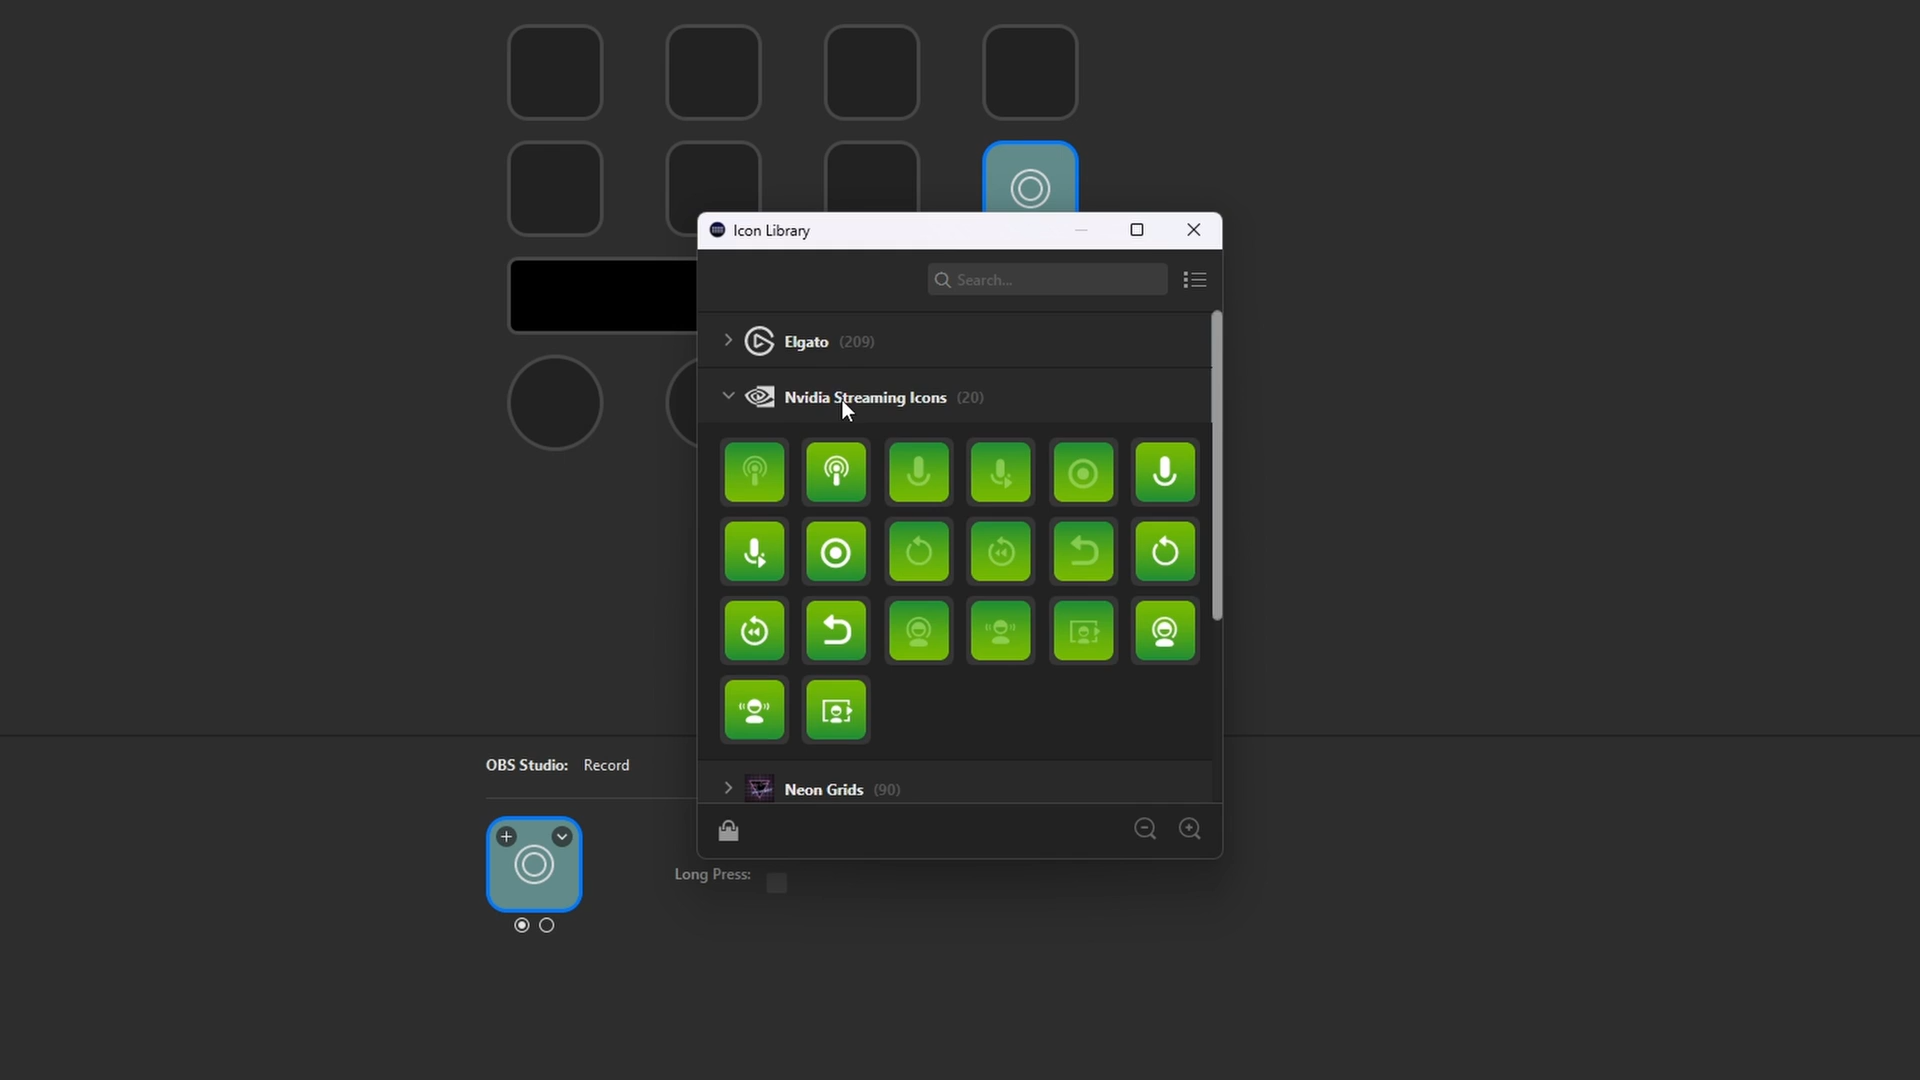 Icon Library
Search...
Elgato (209)
Nvidia Streaming Icons (20)
Neon Grids (90)
OBS Studio: Record
Long Press: